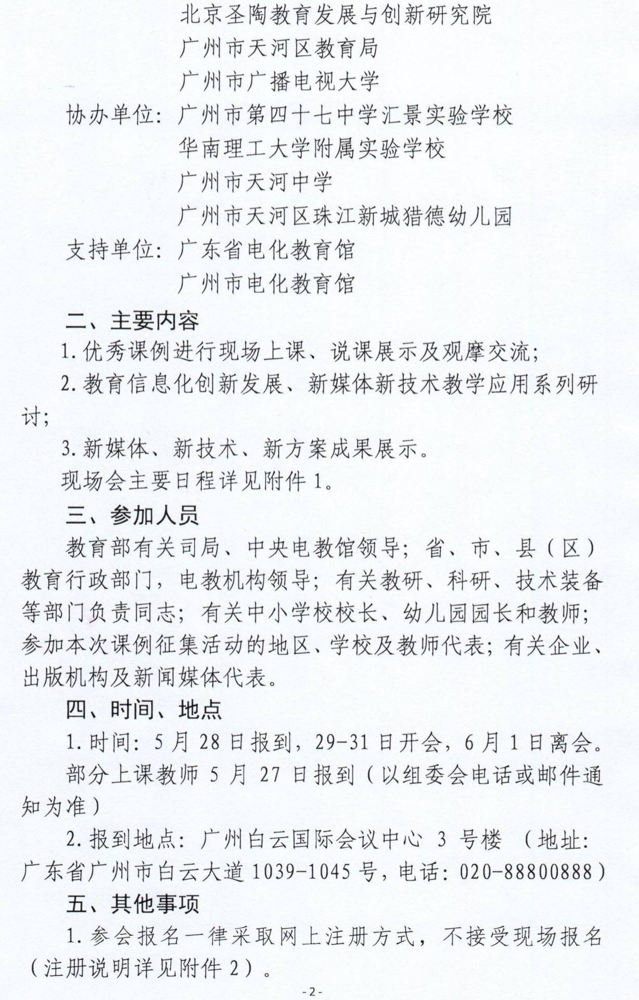 北京圣陶教育发展与创新研究院
广州市天河区教育局
广州市广播电视大学
协办单位：广州市第四十七中学汇景实验学校
华南理工大学附属实验学校
广州市天河中学
广州市天河区珠江新城猎德幼儿园
支持单位：广东省电化教育馆
广州市电化教育馆
二、主要内容
1.优秀课例进行现场上课、说课展示及观摩交流；
2.教育信息化创新发展、新媒体新技术教学应用系列研
讨；
3.新媒体、新技术、新方案成果展示。
现场会主要日程详见附件1。
三、参加人员
教育部有关司局、中央电教馆领导；省、市、县（区）
教育行政部门，电教机构领导；有关教研、科研、技术装备
等部门负责同志；有关中小学校校长、幼儿园园长和教师；
参加本次课例征集活动的地区、学校及教师代表；有关企业、
出版机构及新闻媒体代表。
四、时间、地点
1.时间：5月28日报到，29-31日开会，6月1日离会。
部分上课教师 5 月 27 日报到（以组委会电话或邮件通
知为准）
2.报到地点：广州白云国际会议中心 3 号楼 （地址：
广东省广州市白云大道1039-1045号，电话：020-88800888）
五、其他事项
1.参会报名一律采取网上注册方式，不接受现场报名
（注册说明详见附件2）。
-2-